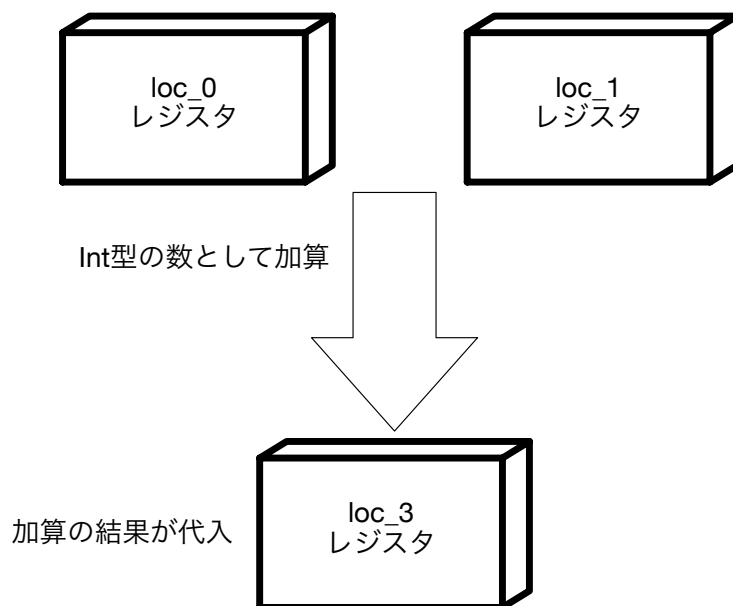 loc_0
レジスタ
loc_1
レジスタ
Int型の数として加算
loc_3
レジスタ
加算の結果が代入